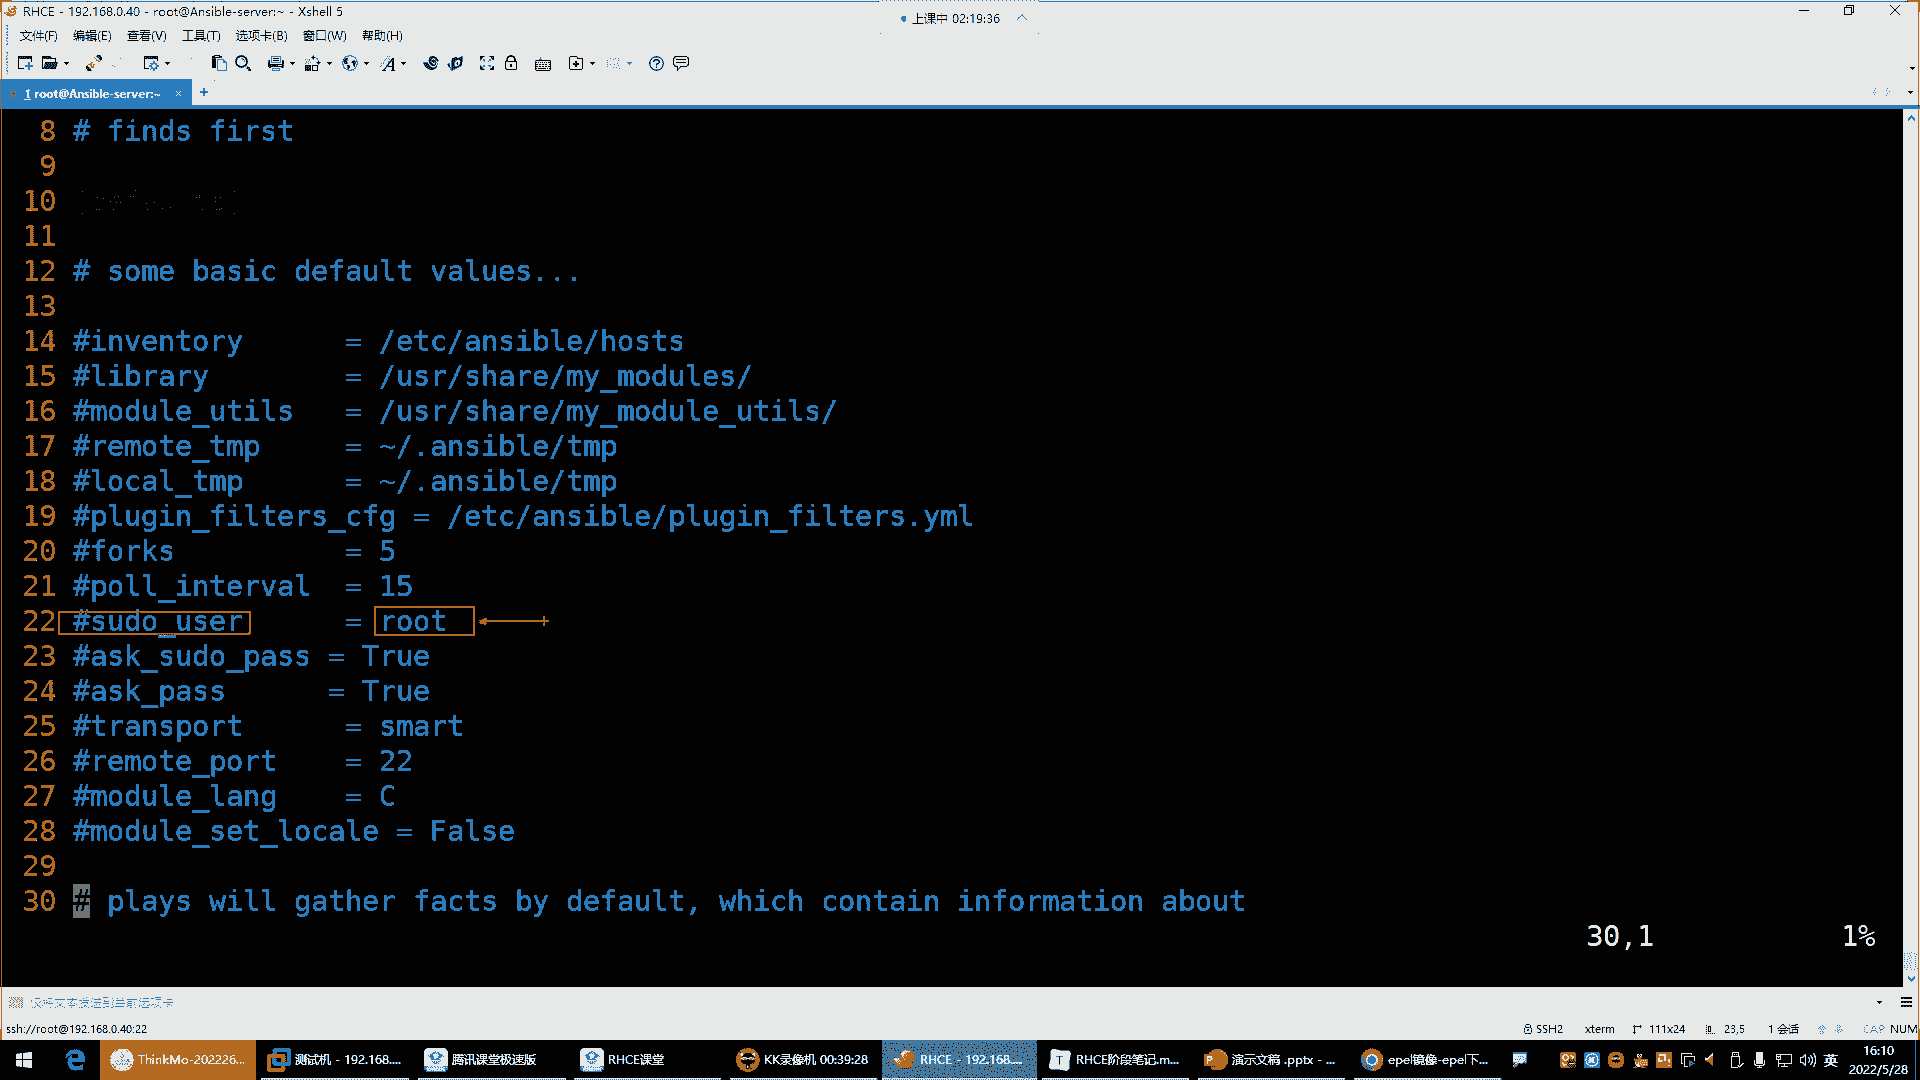 RHCE - 192.168.0.40 - root@Ansible-server:~ - Xshell 5
上课中 02:19:36
文件(F) 编辑(E) 查看(V) 工具(T) 选项卡(B) 窗口(W) 帮助(H)
1 root@Ansible-server:~ × +
8 # finds first
9
10
11
12 # some basic default values...
13
14 #inventory = /etc/ansible/hosts
15 #library = /usr/share/my_modules/
16 #module_utils = /usr/share/my_module_utils/
17 #remote_tmp = ~/.ansible/tmp
18 #local_tmp = ~/.ansible/tmp
19 #plugin_filters_cfg = /etc/ansible/plugin_filters.yml
20 #forks = 5
21 #poll_interval = 15
22 #sudo_user = root
23 #ask_sudo_pass = True
24 #ask_pass = True
25 #transport = smart
26 #remote_port = 22
27 #module_lang = C
28 #module_set_locale = False
29
30 # plays will gather facts by default, which contain information about
30,1 1%
仅将文本发送到当前选项卡
ssh://root@192.168.0.40:22 SSH2 xterm 111x24 23,5 1 会话 CAP NUM
ThinkMo-202226... 测试机 - 192.168.... 腾讯课堂极速版 RHCE课堂 KK录像机 00:39:28 RHCE - 192.168.... RHCE阶段笔记.m... 演示文稿 .pptx - ... epel镜像-epel下... 英 16:10
2022/5/28